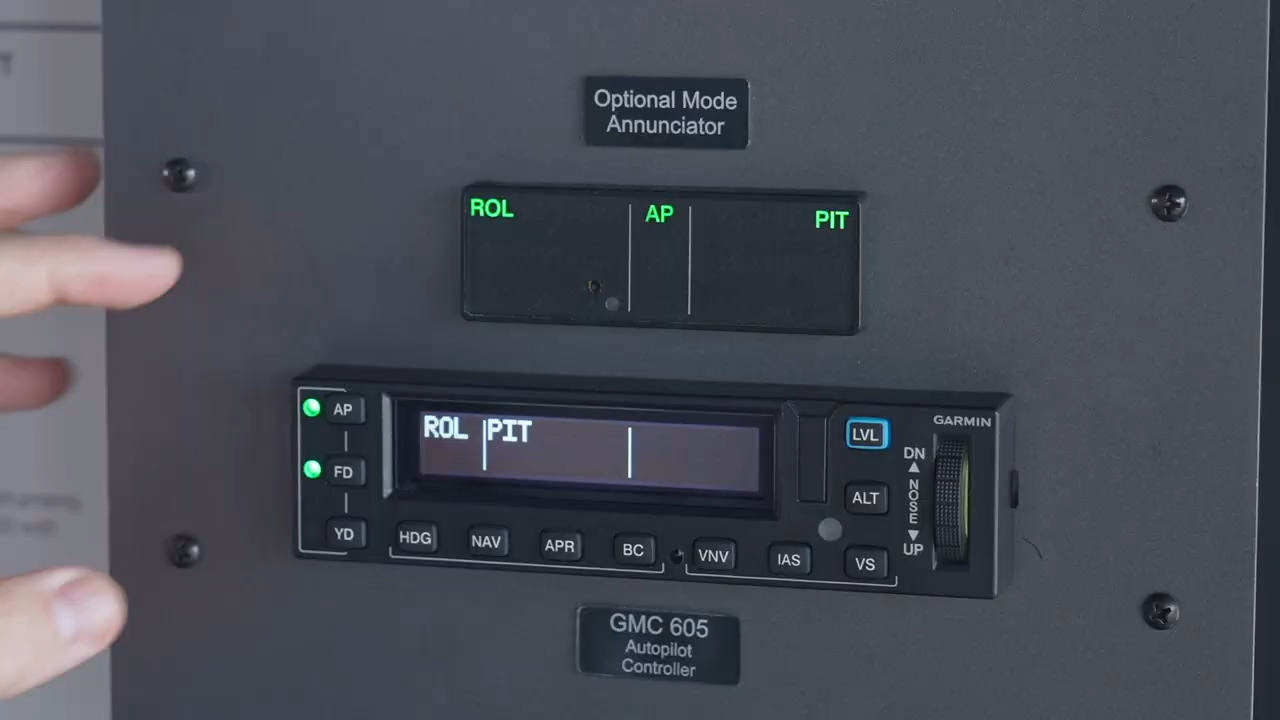 Optional Mode
Annunciator
ROL AP PIT
AP
FD
YD
ROL PIT
LVL
ALT
GARMIN
DN
NOSE
UP
HDG NAV APR BC VNV IAS VS
GMC 605
Autopilot
Controller